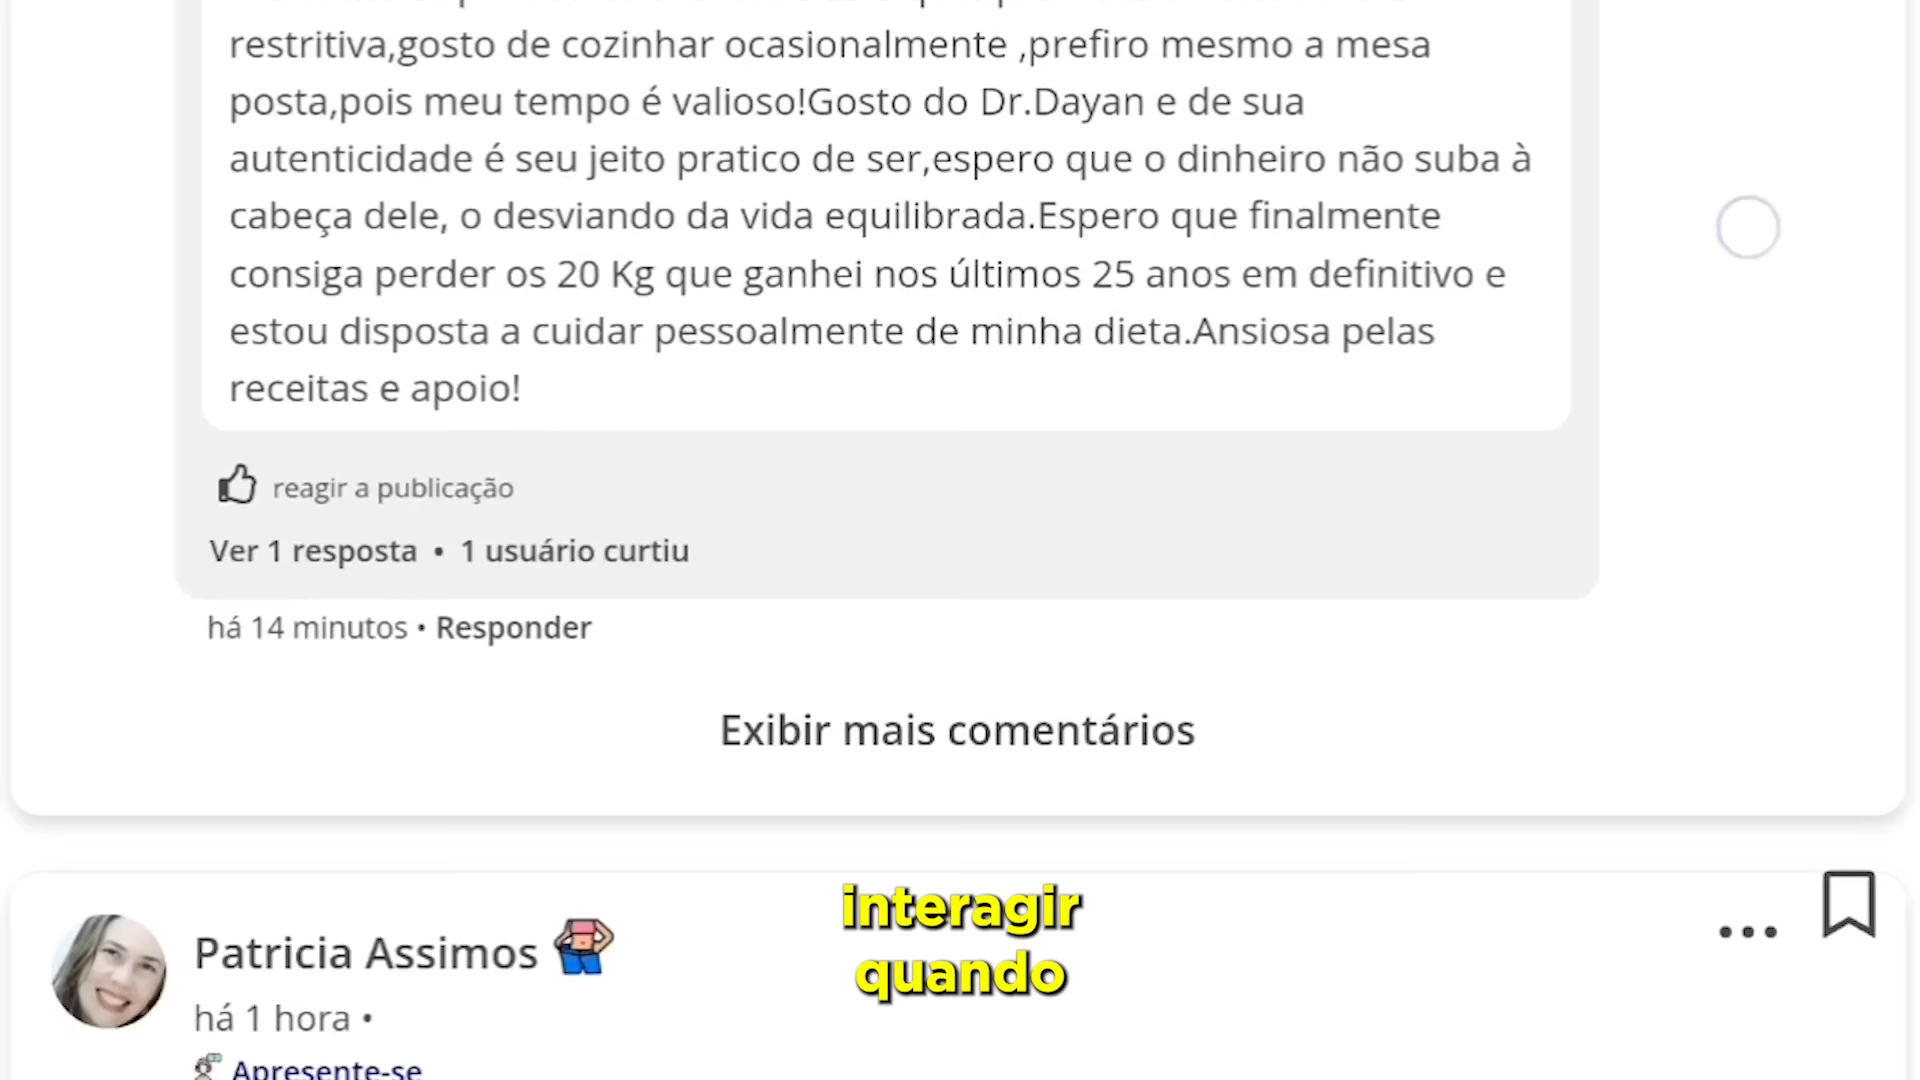 restritiva,gosto de cozinhar ocasionalmente ,prefiro mesmo a mesa
posta,pois meu tempo é valioso!Gosto do Dr.Dayan e de sua
autenticidade é seu jeito pratico de ser,espero que o dinheiro não suba à
cabeça dele, o desviando da vida equilibrada.Espero que finalmente
consiga perder os 20 Kg que ganhei nos últimos 25 anos em definitivo e
estou disposta a cuidar pessoalmente de minha dieta.Ansiosa pelas
receitas e apoio!
reagir a publicação
Ver 1 resposta • 1 usuário curtiu
há 14 minutos • Responder
Exibir mais comentários
interagir
quando
Patricia Assimos
há 1 hora •
Apresente-se